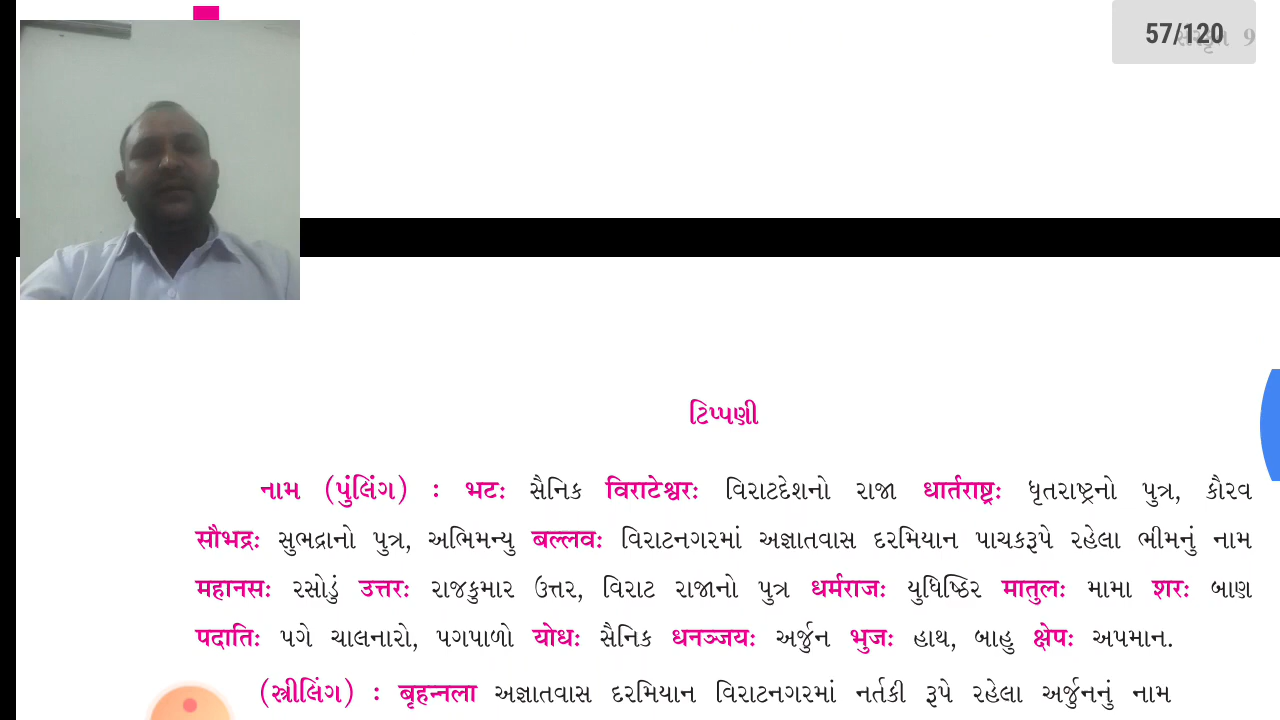 57/120
9
ટિપ્પણી
નામ (પુંલિંગ) : भटः સૈનિક विराटेश्वरः વિરાટદેશનો રાજા धार्तराष्ट्रः ધૃતરાષ્ટ્રનો પુત્ર, કૌરવ
सौभद्रः સુભદ્રાનો પુત્ર, અભિમન્યુ बल्लवः વિરાટનગરમાં અજ્ઞાતવાસ દરમિયાન પાચકરૂપે રહેલા ભીમનું નામ
महानसः રસોડું उत्तरः રાજકુમાર ઉત્તર, વિરાટ રાજાનો પુત્ર धर्मराजः યુધિષ્ઠિર मातुलः મામા शरः બાણ
पदातिः પગે ચાલનારો, પગપાળો योधः સૈનિક धनञ्जयः અર્જુન भुजः હાથ, બાહુ क्षेपः અપમાન.
(સ્ત્રીલિંગ) : बृहन्नला અજ્ઞાતવાસ દરમિયાન વિરાટનગરમાં નર્તકી રૂપે રહેલા અર્જુનનું નામ